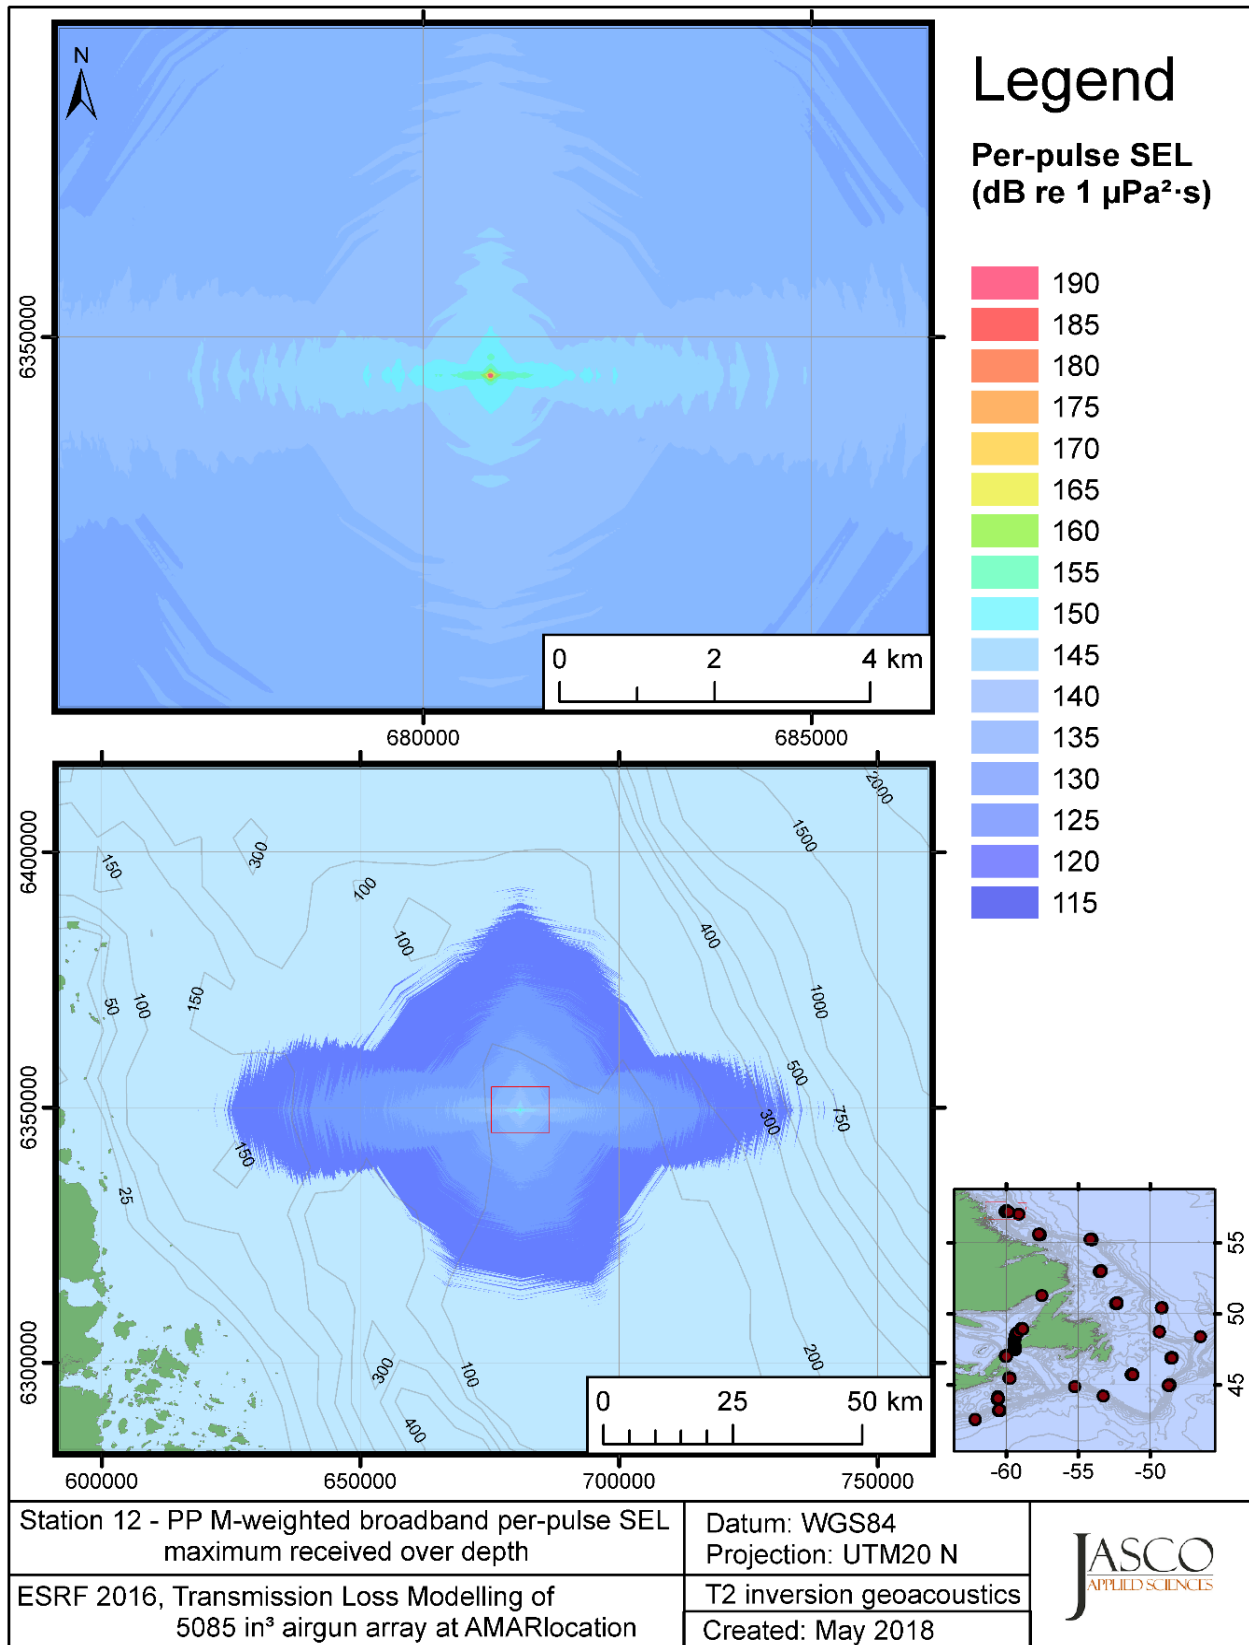 N
6350000
0 2 4 km
680000 685000
Legend
Per-pulse SEL
(dB re 1 µPa²·s)
190
185
180
175
170
165
160
155
150
145
140
135
130
125
120
115
6400000
6350000
6300000
150
300
100
100
50
100
150
150
25
300
100
200
300
750
500
1000
400
1500
2000
0 25 50 km
600000 650000 700000 750000
55
50
45
-60 -55 -50
Station 12 - PP M-weighted broadband per-pulse SEL
maximum received over depth
ESRF 2016, Transmission Loss Modelling of
5085 in³ airgun array at AMARlocation
Datum: WGS84
Projection: UTM20 N
T2 inversion geoacoustics
Created: May 2018
JASCO
APPLIED SCIENCES